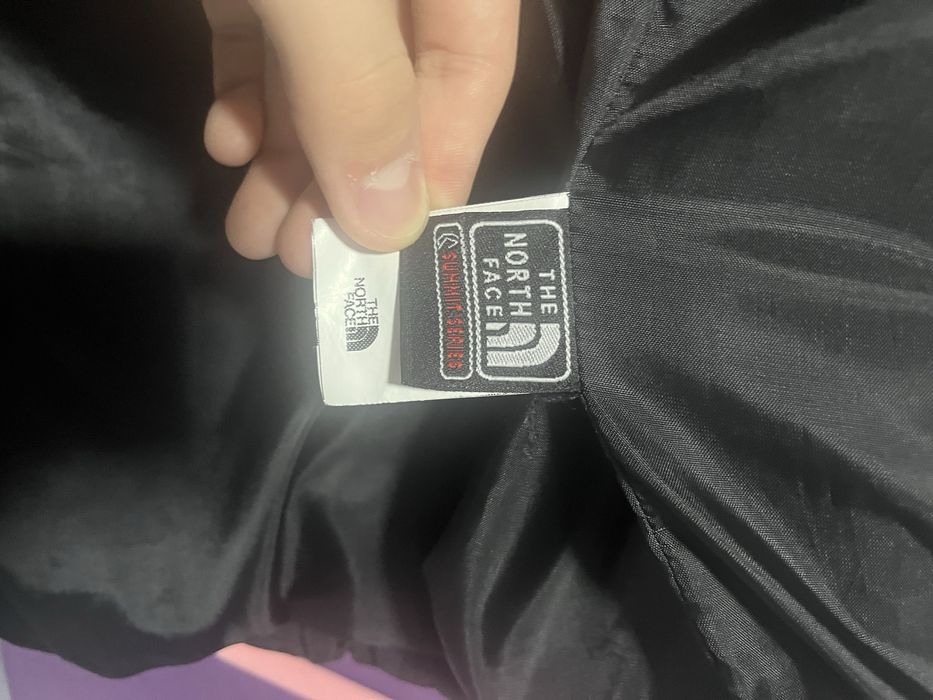 THE
NORTH
FACE
SUMMIT SERIES
THE
NORTH
FACE